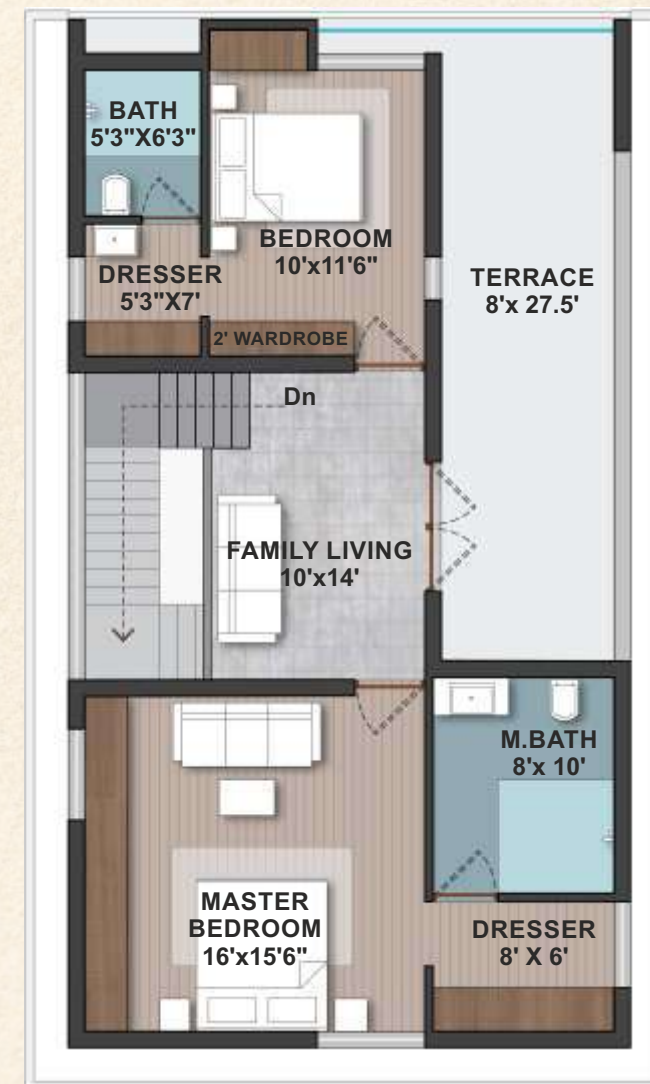 BATH
5'3"X6'3"
BEDROOM
10'x11'6"
DRESSER
5'3"X7'
TERRACE
8'x 27.5'
2' WARDROBE
Dn
FAMILY LIVING
10'x14'
M.BATH
8'x 10'
MASTER
BEDROOM
16'x15'6"
DRESSER
8' X 6'